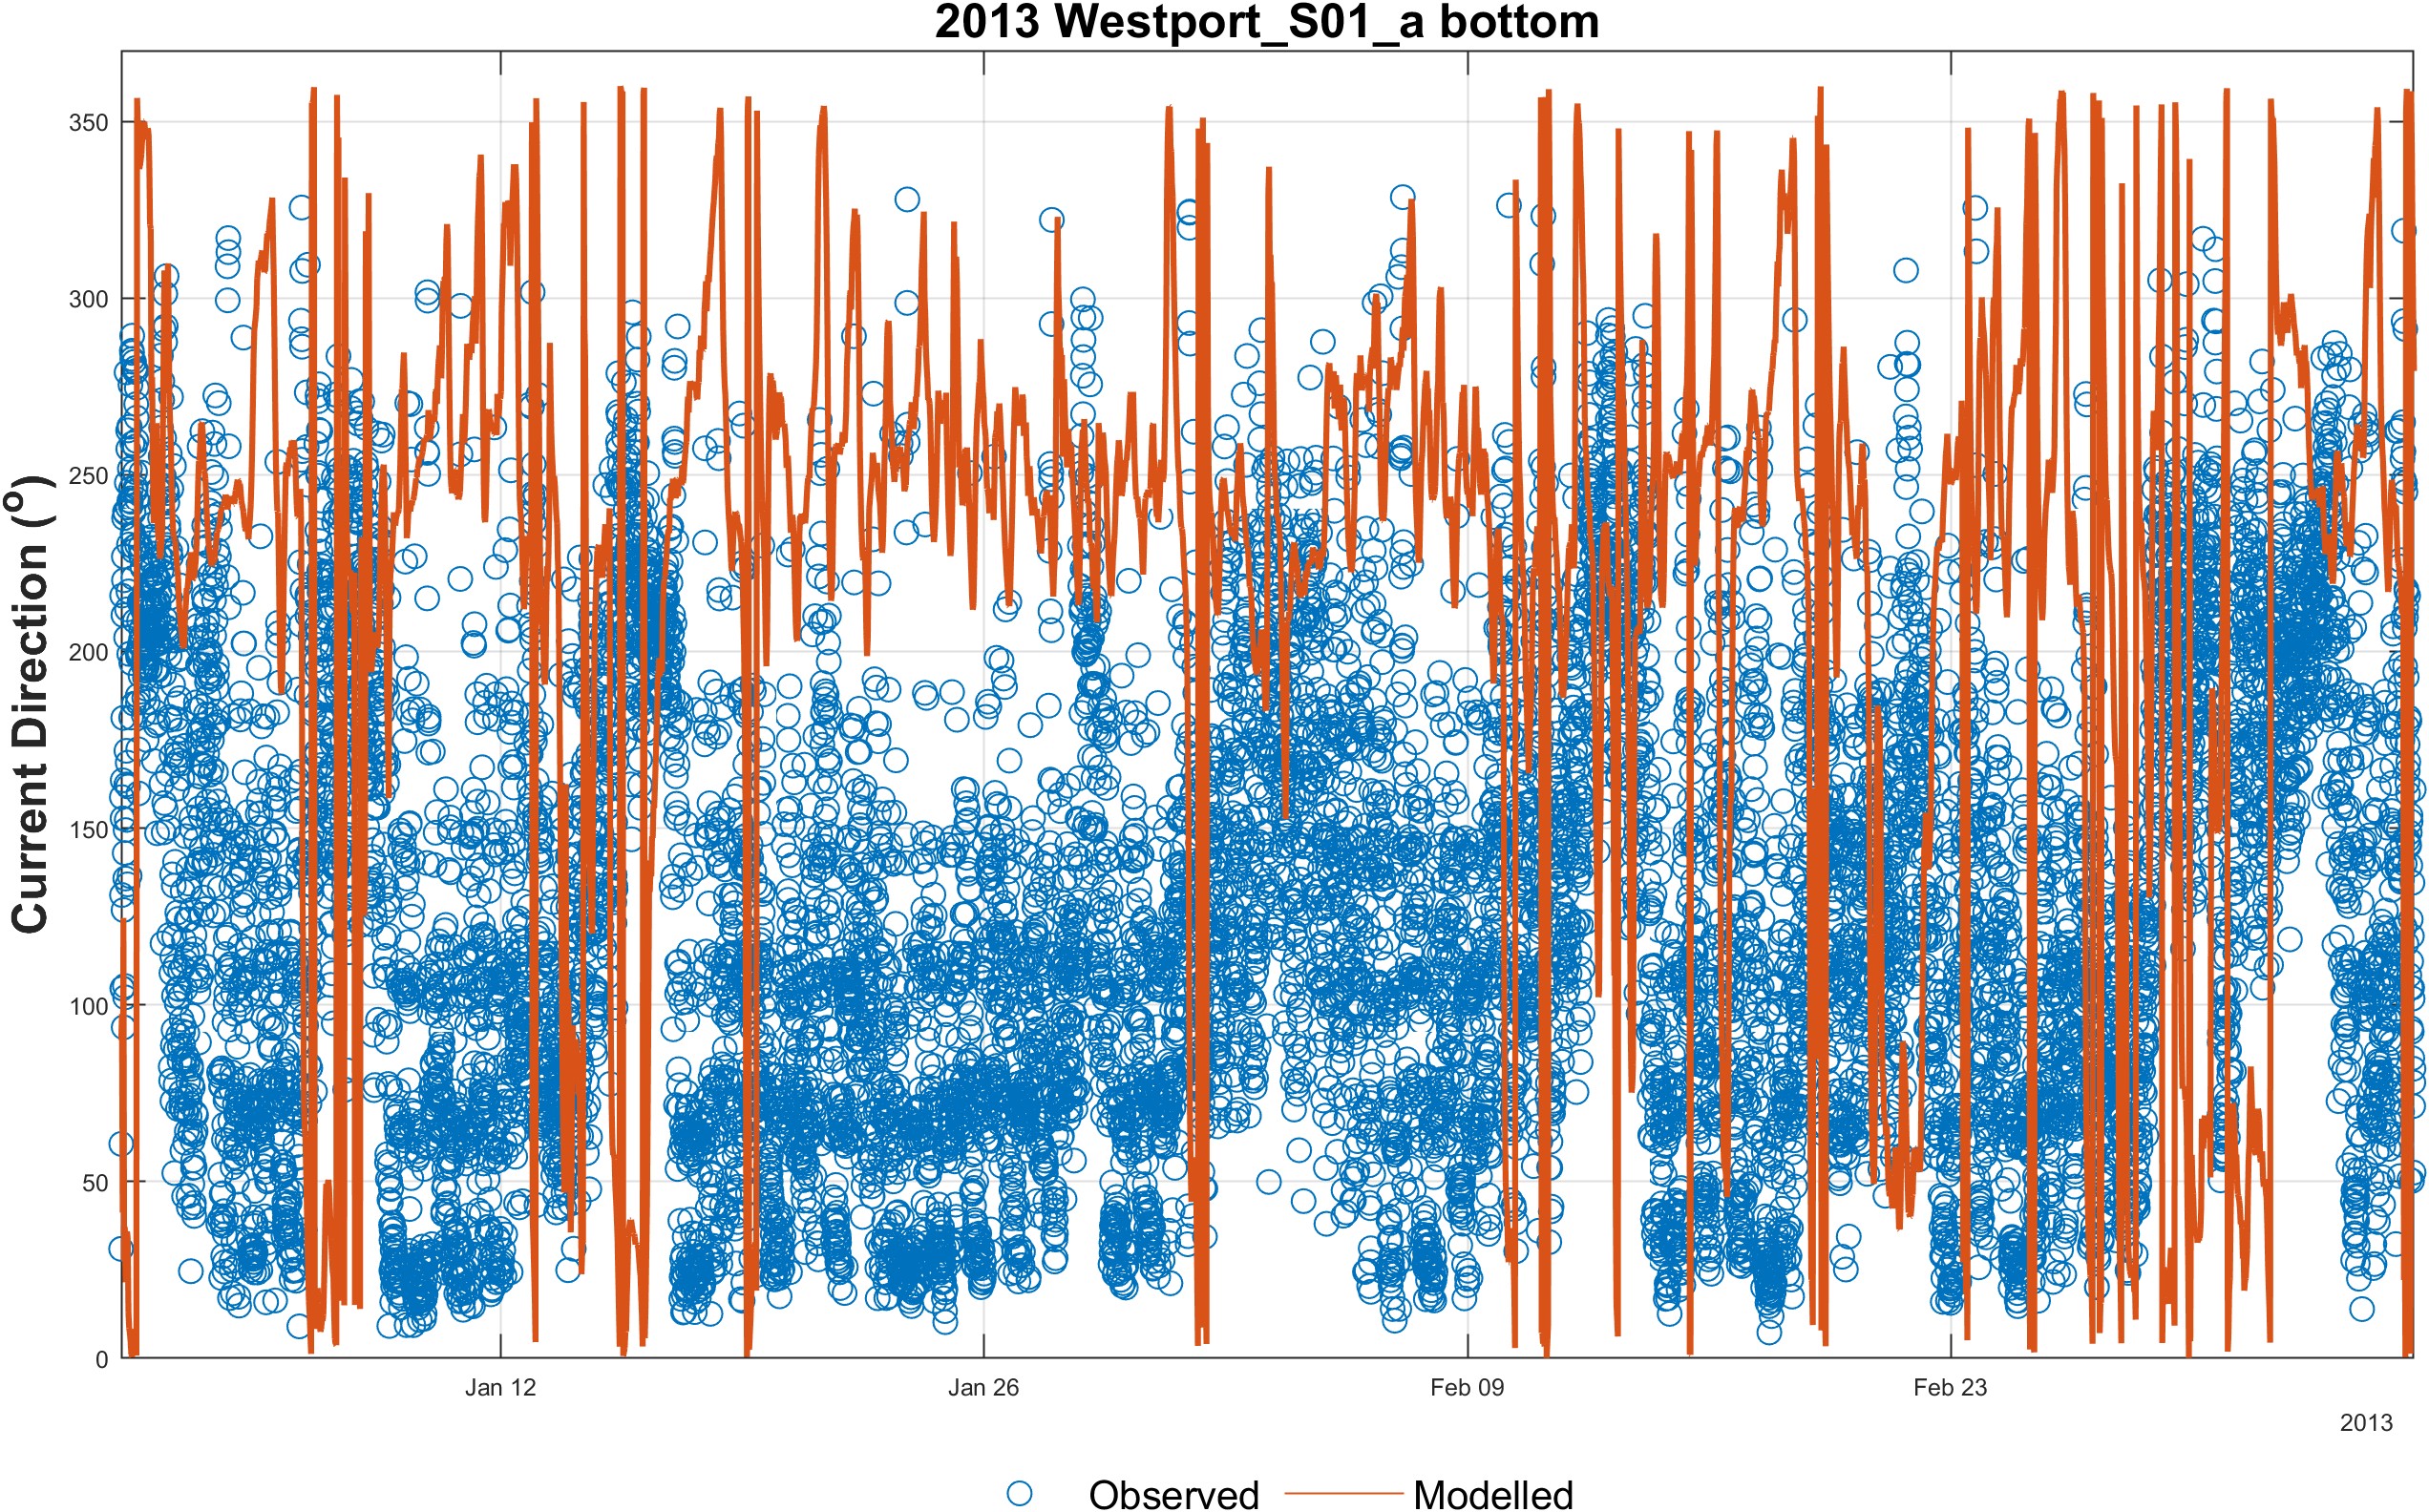 2013 Westport_S01_a bottom
Current Direction (o)
350
300
250
200
150
100
50
0
Jan 12
Jan 26
Feb 09
Feb 23
2013
Observed
Modelled